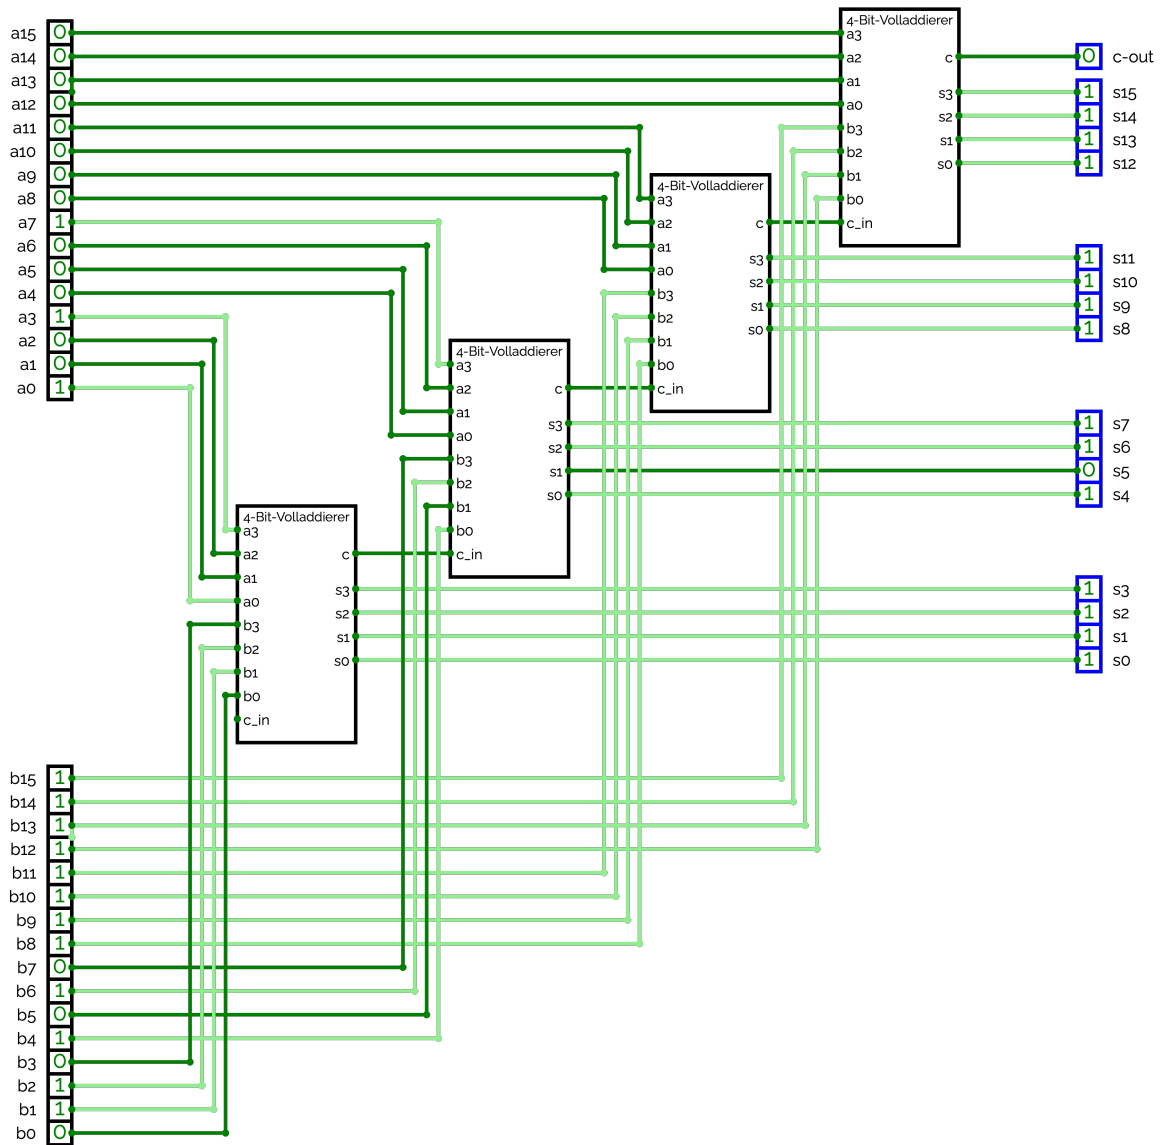 4-Bit-Volladdierer
a15 0 a3
a14 0 a2 c 0 c-out
a13 0 a1
s3 1 s15
a12 0 a0
s2 1 s14
a11 0 b3
s1 1 s13
a10 0 b2
s0 1 s12
a9 0 b1
4-Bit-Volladdierer
a8 0 a3 b0
a7 1 a2 c c_in
a6 0 a1
s3 1 s11
a5 0 a0
s2 1 s10
a4 0 b3
s1 1 s9
a3 1 b2
s0 1 s8
a2 0 b1
4-Bit-Volladdierer
a1 0 a3 b0
a0 1 a2 c c_in
a1
s3 1 s7
a0
s2 1 s6
b3
s1 0 s5
b2
s0 1 s4
b1
4-Bit-Volladdierer
a3 b0
a2 c c_in
a1
s3 1 s3
a0
s2 1 s2
b3
s1 1 s1
b2
s0 1 s0
b1
b0
c_in
b15 1
b14 1
b13 1
b12 1
b11 1
b10 1
b9 1
b8 1
b7 0
b6 1
b5 0
b4 1
b3 0
b2 1
b1 1
b0 0